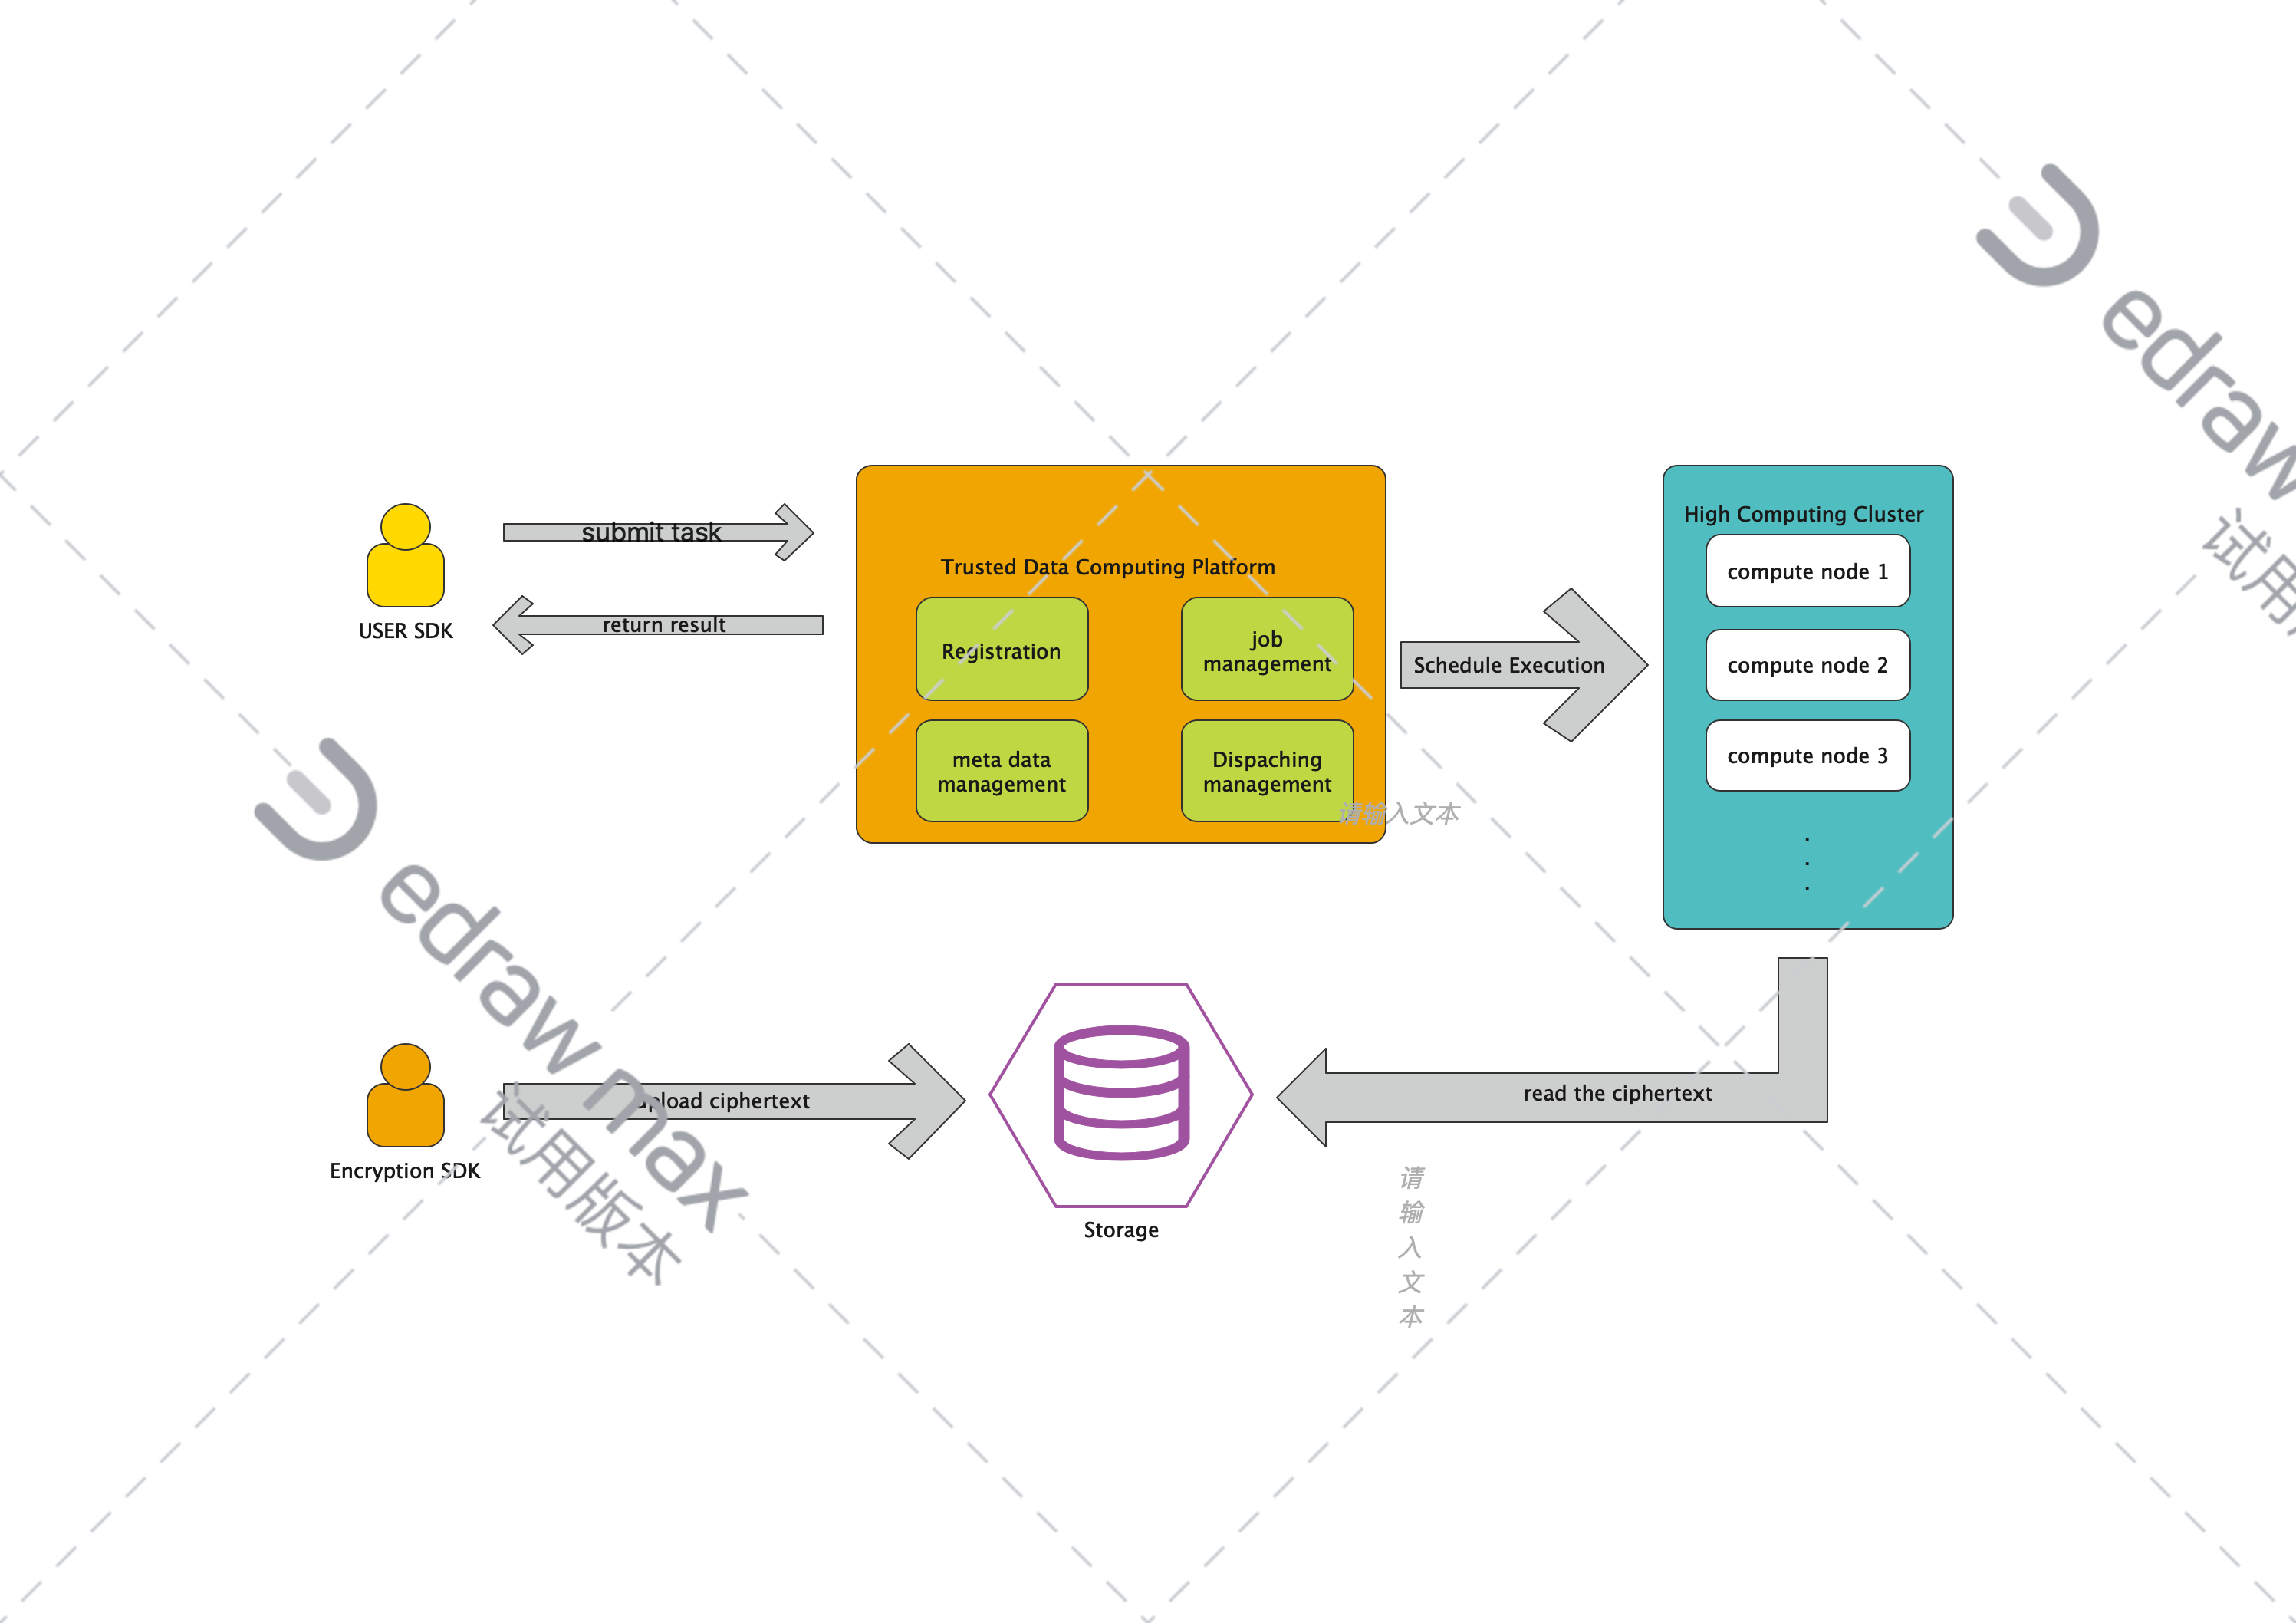 submit task
return result
USER SDK
Trusted Data Computing Platform
Registration
job
management
meta data
management
Dispaching
management
请输入文本
Schedule Execution
High Computing Cluster
compute node 1
compute node 2
compute node 3
.
.
.
Encryption SDK
upload ciphertext
Storage
read the ciphertext
请
输
入
文
本
edraw max
试用版本
edraw
试用